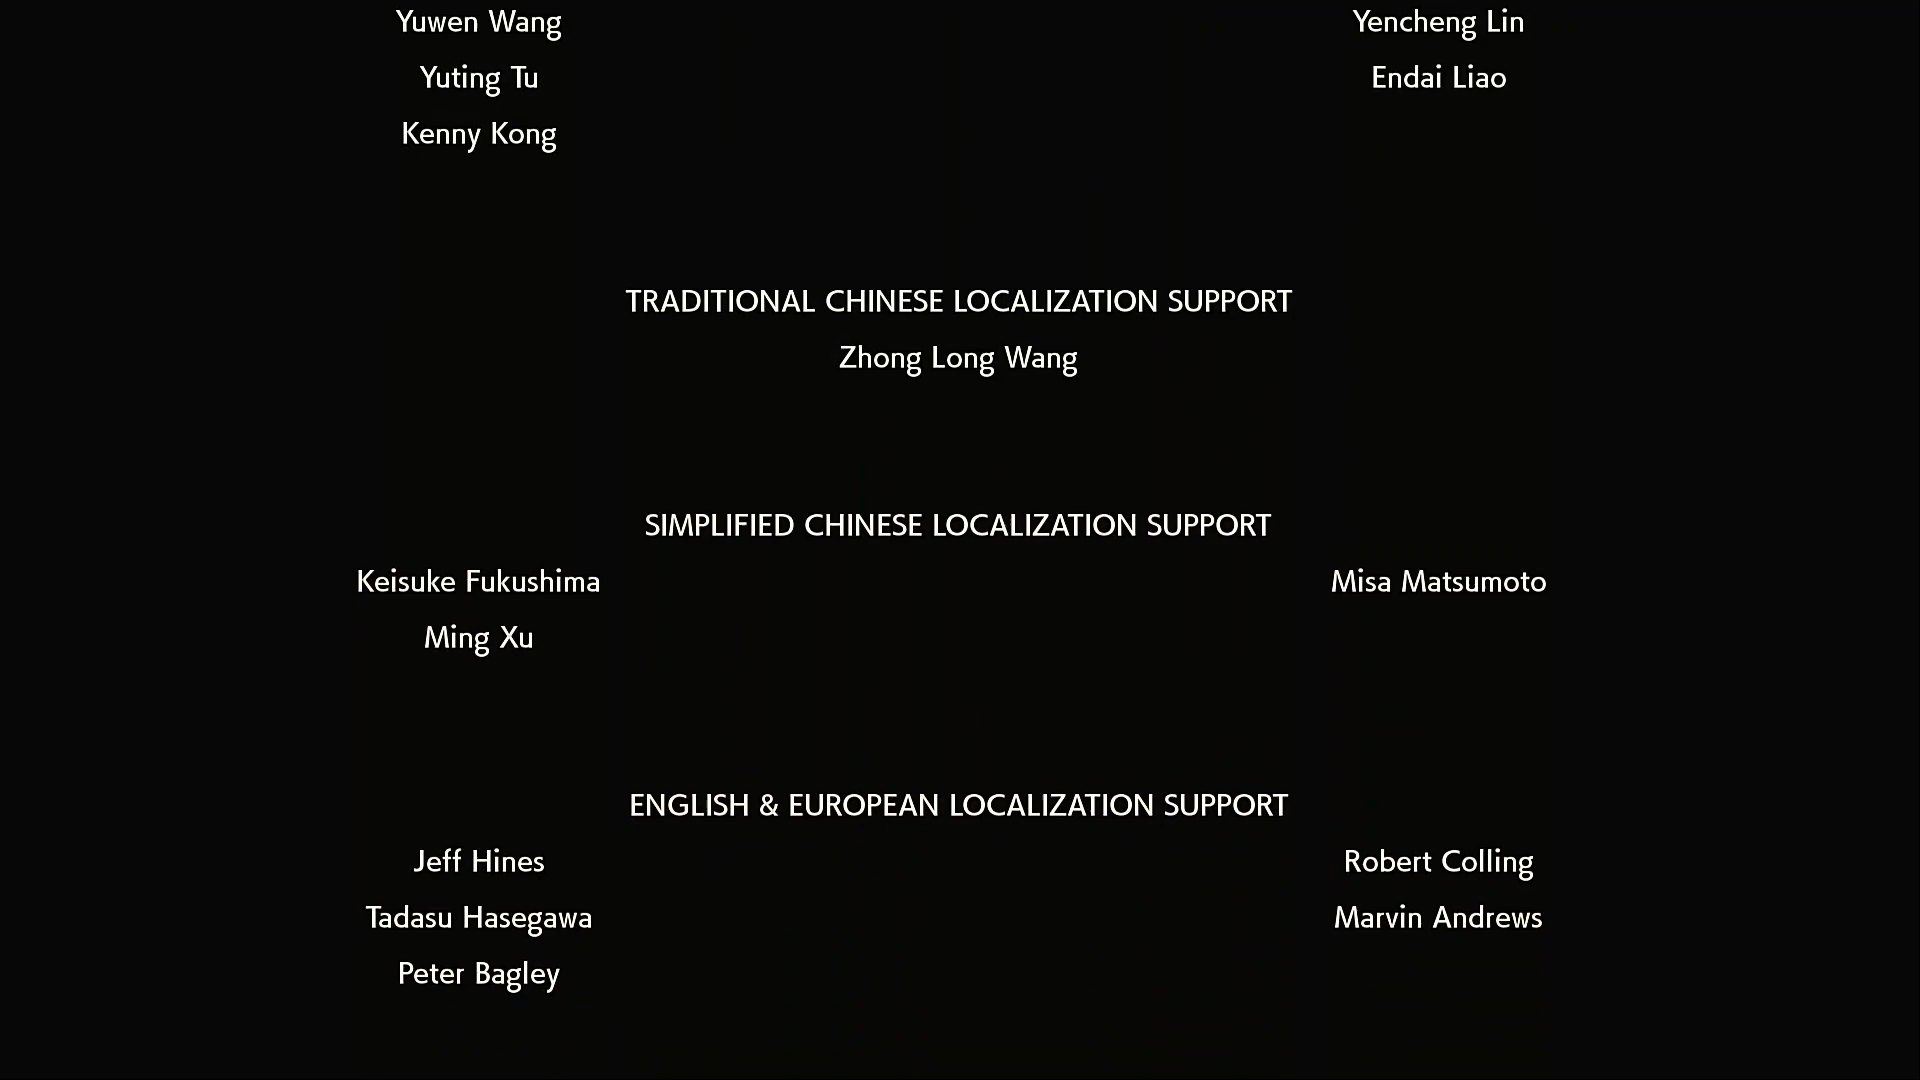 Yuwen Wang Yencheng Lin
Yuting Tu Endai Liao
Kenny Kong
TRADITIONAL CHINESE LOCALIZATION SUPPORT
Zhong Long Wang
SIMPLIFIED CHINESE LOCALIZATION SUPPORT
Keisuke Fukushima Misa Matsumoto
Ming Xu
ENGLISH & EUROPEAN LOCALIZATION SUPPORT
Jeff Hines Robert Colling
Tadasu Hasegawa Marvin Andrews
Peter Bagley